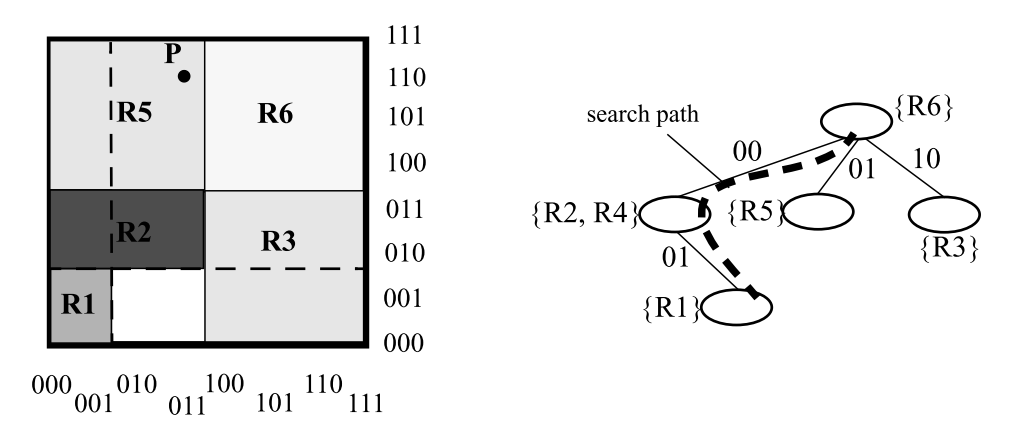 111
P
110
R5
R6
101
100
011
R2
R3
010
R1
001
000
000 001 010 011 100 101 110 111
search path
{R6}
00
01
10
{R2, R4}
{R5}
{R3}
01
{R1}